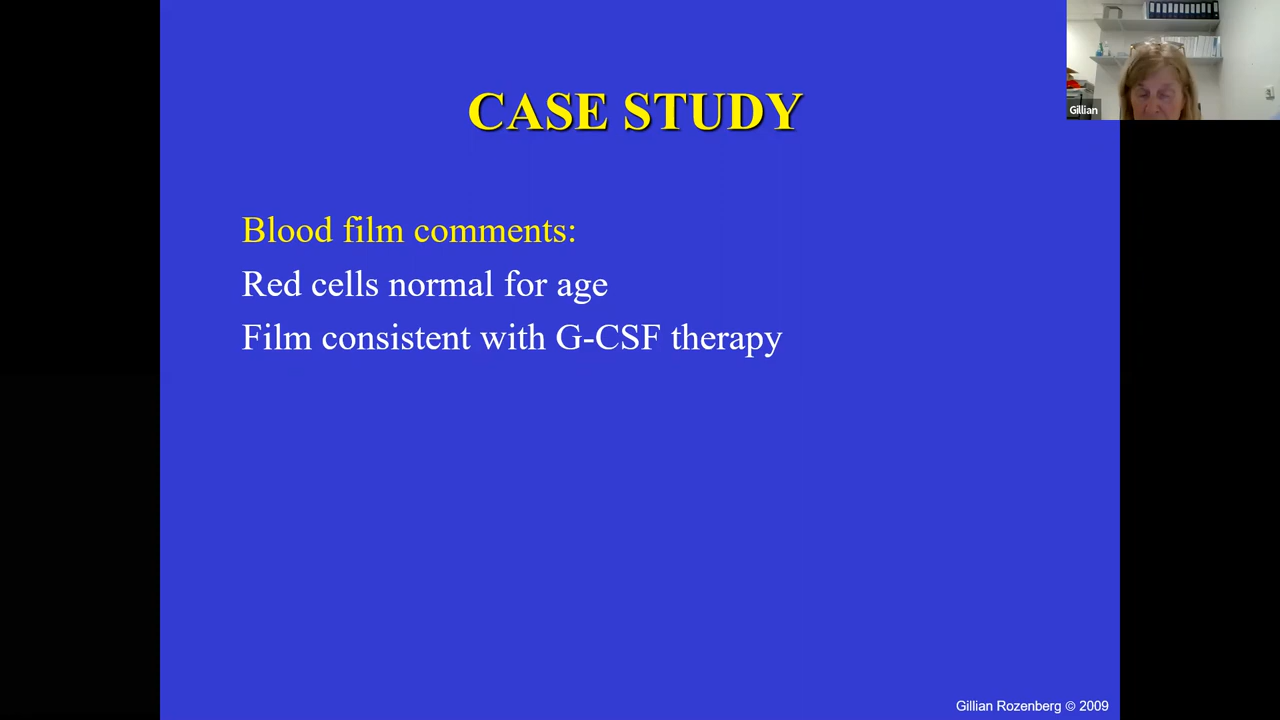 CASE STUDY
Gillian
Blood film comments:
Red cells normal for age
Film consistent with G-CSF therapy
Gillian Rozenberg © 2009